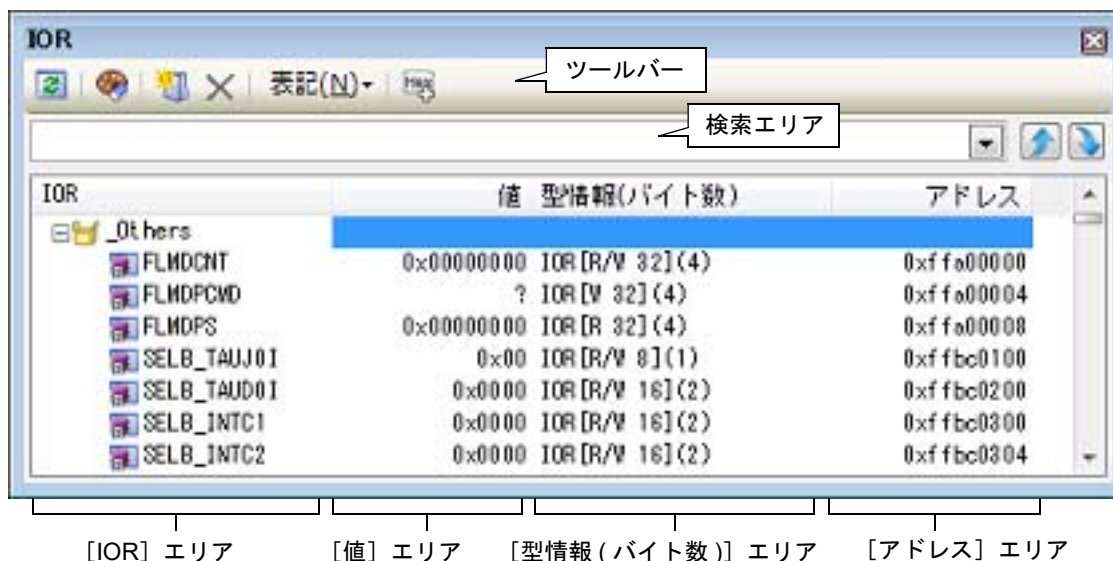 IOR
表記(N)
ツールバー
検索エリア
IOR 値 型情報(バイト数) アドレス
_Others
FLMDCNT 0x00000000 IOR[R/W 32](4) 0xffa00000
FLMDPCMD ? IOR[W 32](4) 0xffa00004
FLMDPS 0x00000000 IOR[R 32](4) 0xffa00008
SELB_TAUJ0I 0x00 IOR[R/W 8](1) 0xffbc0100
SELB_TAUD0I 0x0000 IOR[R/W 16](2) 0xffbc0200
SELB_INTC1 0x0000 IOR[R/W 16](2) 0xffbc0300
SELB_INTC2 0x0000 IOR[R/W 16](2) 0xffbc0304
［IOR］エリア ［値］エリア ［型情報 ( バイト数 )］エリア ［アドレス］エリア